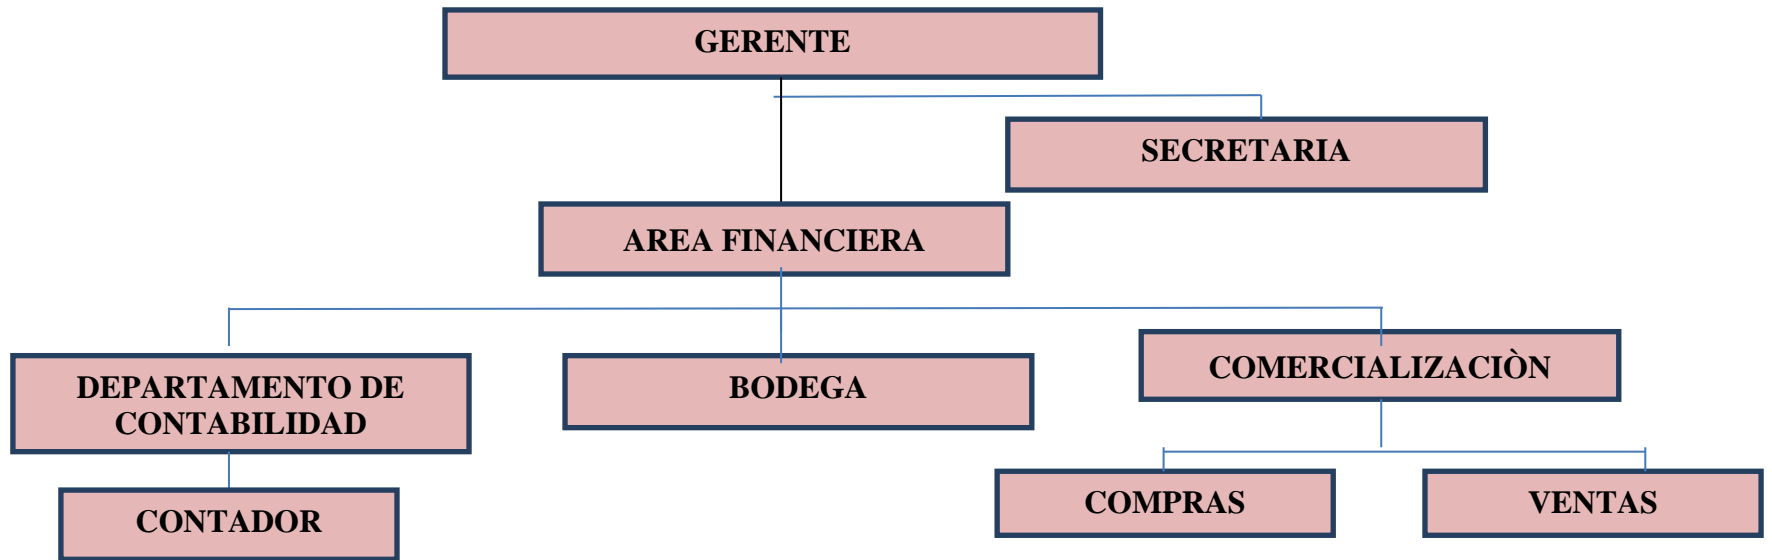 GERENTE
SECRETARIA
AREA FINANCIERA
DEPARTAMENTO DE
CONTABILIDAD
BODEGA
COMERCIALIZACIÒN
CONTADOR
COMPRAS
VENTAS